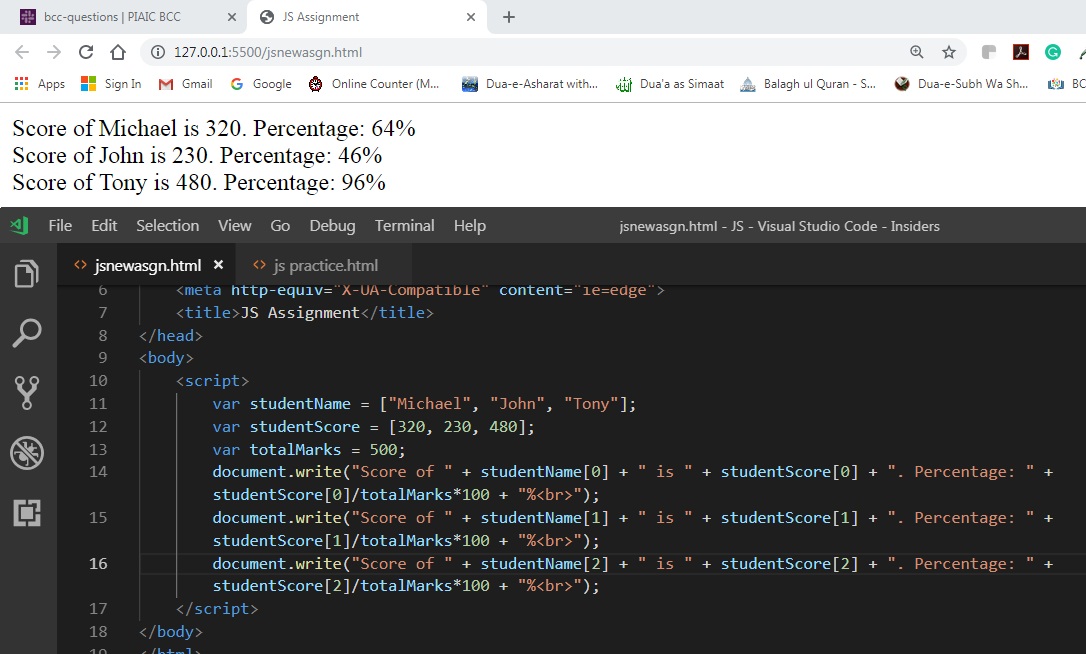 bcc-questions | PIAIC BCC
JS Assignment
127.0.0.1:5500/jsnewasgn.html
Apps Sign In Gmail Google Online Counter (M... Dua-e-Asharat with... Dua'a as Simaat Balagh ul Quran - S... Dua-e-Subh Wa Sh... BC
Score of Michael is 320. Percentage: 64%
Score of John is 230. Percentage: 46%
Score of Tony is 480. Percentage: 96%
File Edit Selection View Go Debug Terminal Help jsnewasgn.html - JS - Visual Studio Code - Insiders
jsnewasgn.html js practice.html
6 <meta http-equiv="X-UA-Compatible" content="ie=edge">
7 <title>JS Assignment</title>
8 </head>
9 <body>
10 <script>
11 var studentName = ["Michael", "John", "Tony"];
12 var studentScore = [320, 230, 480];
13 var totalMarks = 500;
14 document.write("Score of " + studentName[0] + " is " + studentScore[0] + ". Percentage: " +
studentScore[0]/totalMarks*100 + "%<br>");
15 document.write("Score of " + studentName[1] + " is " + studentScore[1] + ". Percentage: " +
studentScore[1]/totalMarks*100 + "%<br>");
16 document.write("Score of " + studentName[2] + " is " + studentScore[2] + ". Percentage: " +
studentScore[2]/totalMarks*100 + "%<br>");
17 </script>
18 </body>
19 </html>